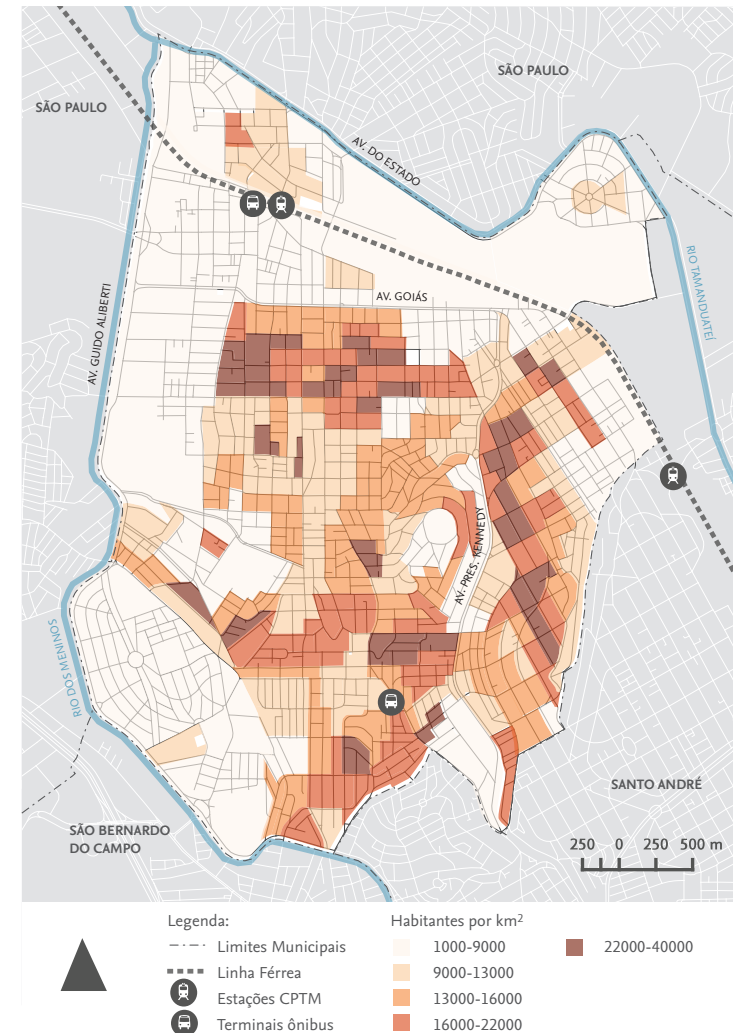 SÃO PAULO
SÃO PAULO
AV. DO ESTADO
RIO TAMANDUATEÍ
AV. GOIÁS
AV. GUIDO ALIBERTI
AV. PRES. KENNEDY
RIO DOS MENINOS
SANTO ANDRÉ
SÃO BERNARDO
DO CAMPO
250 0 250 500 m
Legenda:
Limites Municipais
Linha Férrea
Estações CPTM
Terminais ônibus
Habitantes por km²
1000-9000
9000-13000
13000-16000
16000-22000
22000-40000